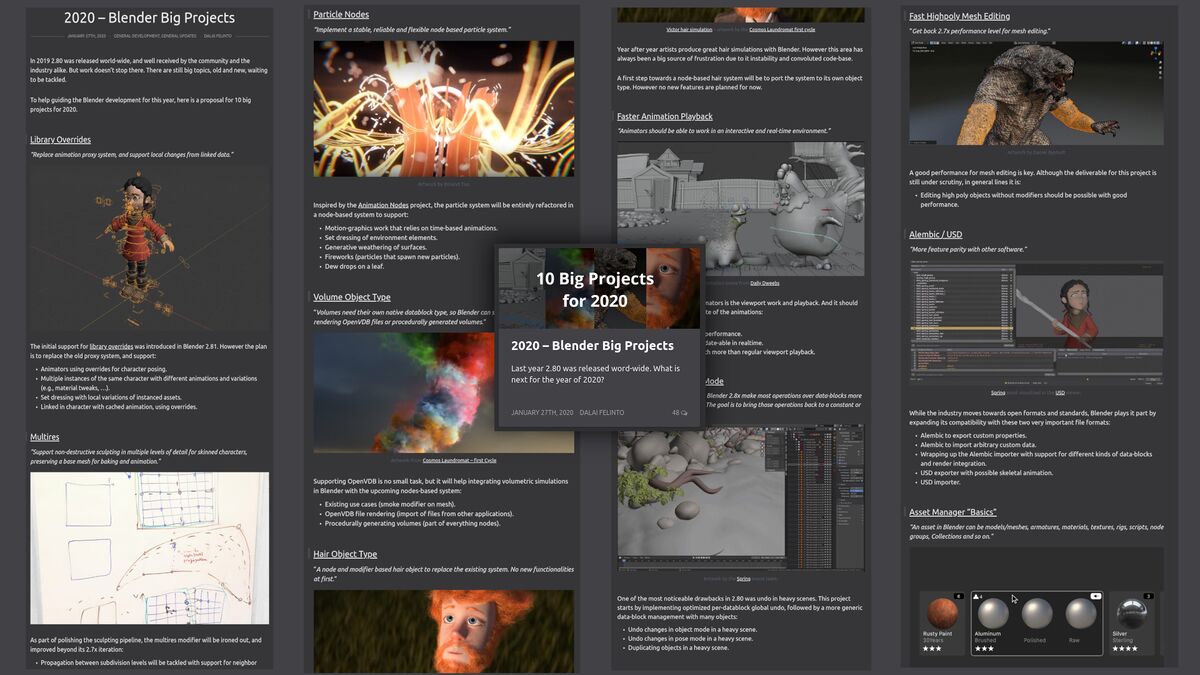 2020 – Blender Big Projects
JANUARY 27TH, 2020
GENERAL DEVELOPMENT, GENERAL UPDATES
DALAI FELINTO
In 2019 2.80 was released world-wide, and well received by the community and the
industry alike. But work doesn't stop there. There are still big topics, old and new, waiting
to be tackled.
To help guiding the Blender development for this year, here is a proposal for 10 big
projects for 2020.
Library Overrides
"Replace animation proxy system, and support local changes from linked data."
The initial support for library overrides was introduced in Blender 2.81. However the plan
is to replace the old proxy system, and support:
• Animators using overrides for character posing.
• Multiple instances of the same character with different animations and variations
(e.g., material tweaks, …).
• Set dressing with local variations of instanced assets.
• Linked in character with cached animation, using overrides.
Multires
"Support non-destructive sculpting in multiple levels of detail for skinned characters,
preserving a base mesh for baking and animation."
As part of polishing the sculpting pipeline, the multires modifier will be ironed out, and
improved beyond its 2.7x iteration:
• Propagation between subdivision levels will be tackled with support for neighbor
Particle Nodes
"Implement a stable, reliable and flexible node based particle system."
Inspired by the Animation Nodes project, the particle system will be entirely refactored in
a node-based system to support:
• Motion-graphics work that relies on time-based animations.
• Set dressing of environment elements.
• Generative weathering of surfaces.
• Fireworks (particles that spawn new particles).
• Dew drops on a leaf.
Volume Object Type
"Volumes need their own native datablock type, so Blender can s
rendering OpenVDB files or procedurally generated volumes."
Artwork from Cosmos Laundromat – First Cycle
Supporting OpenVDB is no small task, but it will help integrating volumetric simulations
in Blender with the upcoming nodes-based system:
• Existing use cases (smoke modifier on mesh).
• OpenVDB file rendering (import of files from other applications).
• Procedurally generating volumes (part of everything nodes).
Hair Object Type
"A node and modifier based hair object to replace the existing system. No new functionalities
at first."
10 Big Projects
for 2020
2020 – Blender Big Projects
Last year 2.80 was released word-wide. What is
next for the year of 2020?
JANUARY 27TH, 2020
DALAI FELINTO
48
Victor hair simulation – artwork from Cosmos Laundromat first cycle
Year after year artists produce great hair simulations with Blender. However this area has
always been a big source of frustration due to it instability and convoluted code-base.
A first step towards a node-based hair system will be to port the system to its own object
type. However no new features are planned for now.
Faster Animation Playback
"Animators should be able to work in an interactive and real-time environment."
Daily Dweebs
nators is the viewport work and playback. And it should
te of the animations:
performance.
date-able in realtime.
ch more than regular viewport playback.
Mode
Blender 2.8x make most operations over data-blocks more
The goal is to bring those operations back to a constant or
Artwork by the Spring team
One of the most noticeable drawbacks in 2.80 was undo in heavy scenes. This project
starts by implementing optimized per-datablock global undo, followed by a more generic
data-block management with many objects:
• Undo changes in object mode in a heavy scene.
• Undo changes in pose mode in a heavy scene.
• Duplicating objects in a heavy scene.
Fast Highpoly Mesh Editing
"Get back 2.7x performance level for mesh editing."
A good performance for mesh editing is key. Although the deliverable for this project is
still under scrutiny, in general lines it is:
• Editing high poly objects without modifiers should be possible with good
performance.
Alembic / USD
"More feature parity with other software."
Spring USD
While the industry moves towards open formats and standards, Blender plays it part by
expanding its compatibility with these two very important file formats:
• Alembic to export custom properties.
• Alembic to import arbitrary custom data.
• Wrapping up the Alembic importer with support for different kinds of data-blocks
and render integration.
• USD exporter with possible skeletal animation.
• USD importer.
Asset Manager "Basics"
"An asset in Blender can be models/meshes, armatures, materials, textures, rigs, scripts, node
groups, Collections and so on."
Rusty Paint
30Years
★★★
Aluminum
Brushed
★★★
Polished
Raw
Silver
Sterling
★★★★